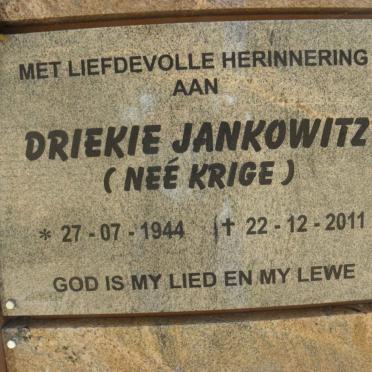 MET LIEFDEVOLLE HERINNERING
AAN
DRIEKIE JANKOWITZ
( NEÉ KRIGE )
* 27 - 07 - 1944 † 22 - 12 - 2011
GOD IS MY LIED EN MY LEWE